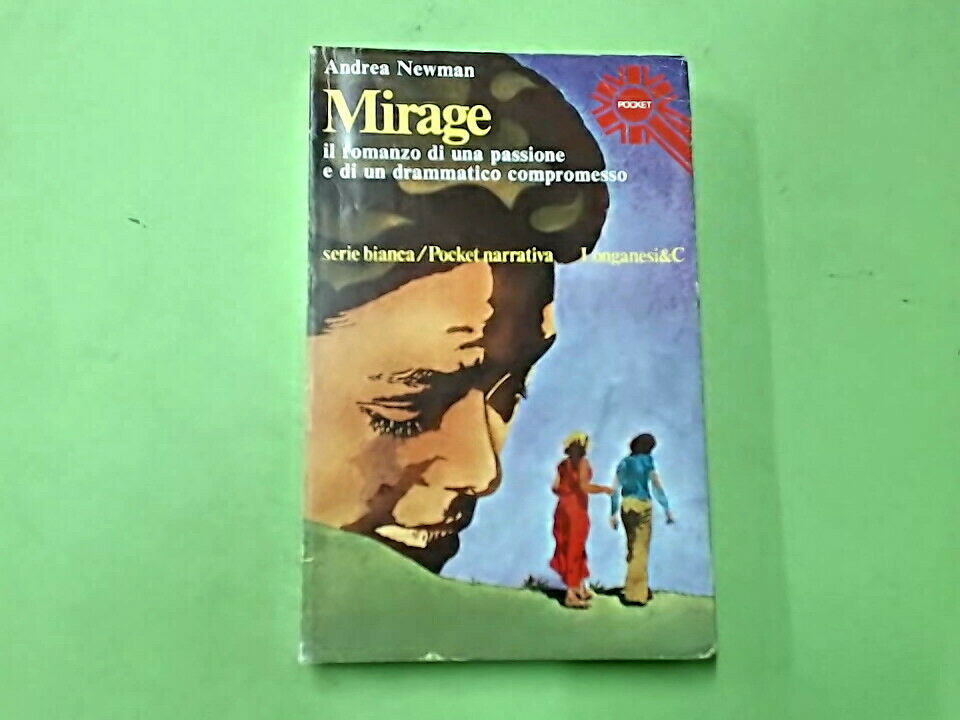 Andrea Newman
Mirage
POCKET
il romanzo di una passione
e di un drammatico compromesso
serie bianca/Pocket narrativa Longanesi&C